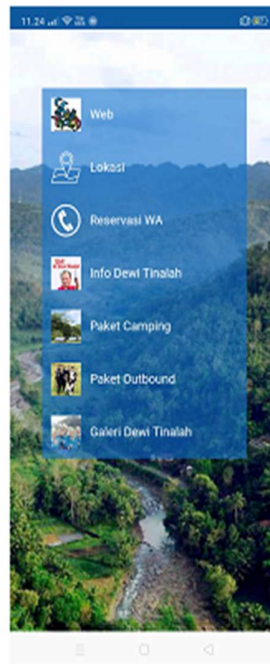 11.24
Web
Lokasi
Reservasi WA
Info Dewi Tinalah
Paket Camping
Paket Outbound
Galeri Dewi Tinalah